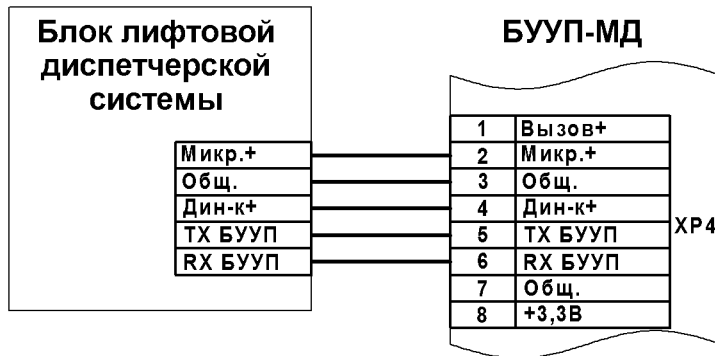 Блок лифтовой
диспетчерской
системы
Микр.+
Общ.
Дин-к+
TX БУУП
RX БУУП
БУУП-МД
1 Вызов+
2 Микр.+
3 Общ.
4 Дин-к+
5 TX БУУП
6 RX БУУП
7 Общ.
8 +3,3В
XP4